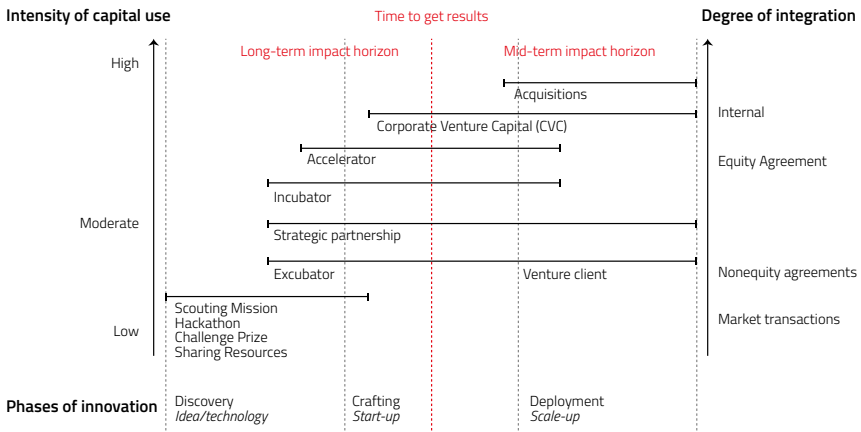 Intensity of capital use
Time to get results
Degree of integration
Long-term impact horizon
Mid-term impact horizon
High
Acquisitions
Internal
Corporate Venture Capital (CVC)
Accelerator
Equity Agreement
Incubator
Moderate
Strategic partnership
Excubator
Venture client
Nonequity agreements
Scouting Mission
Hackathon
Challenge Prize
Sharing Resources
Low
Market transactions
Phases of innovation
Discovery
Idea/technology
Crafting
Start-up
Deployment
Scale-up